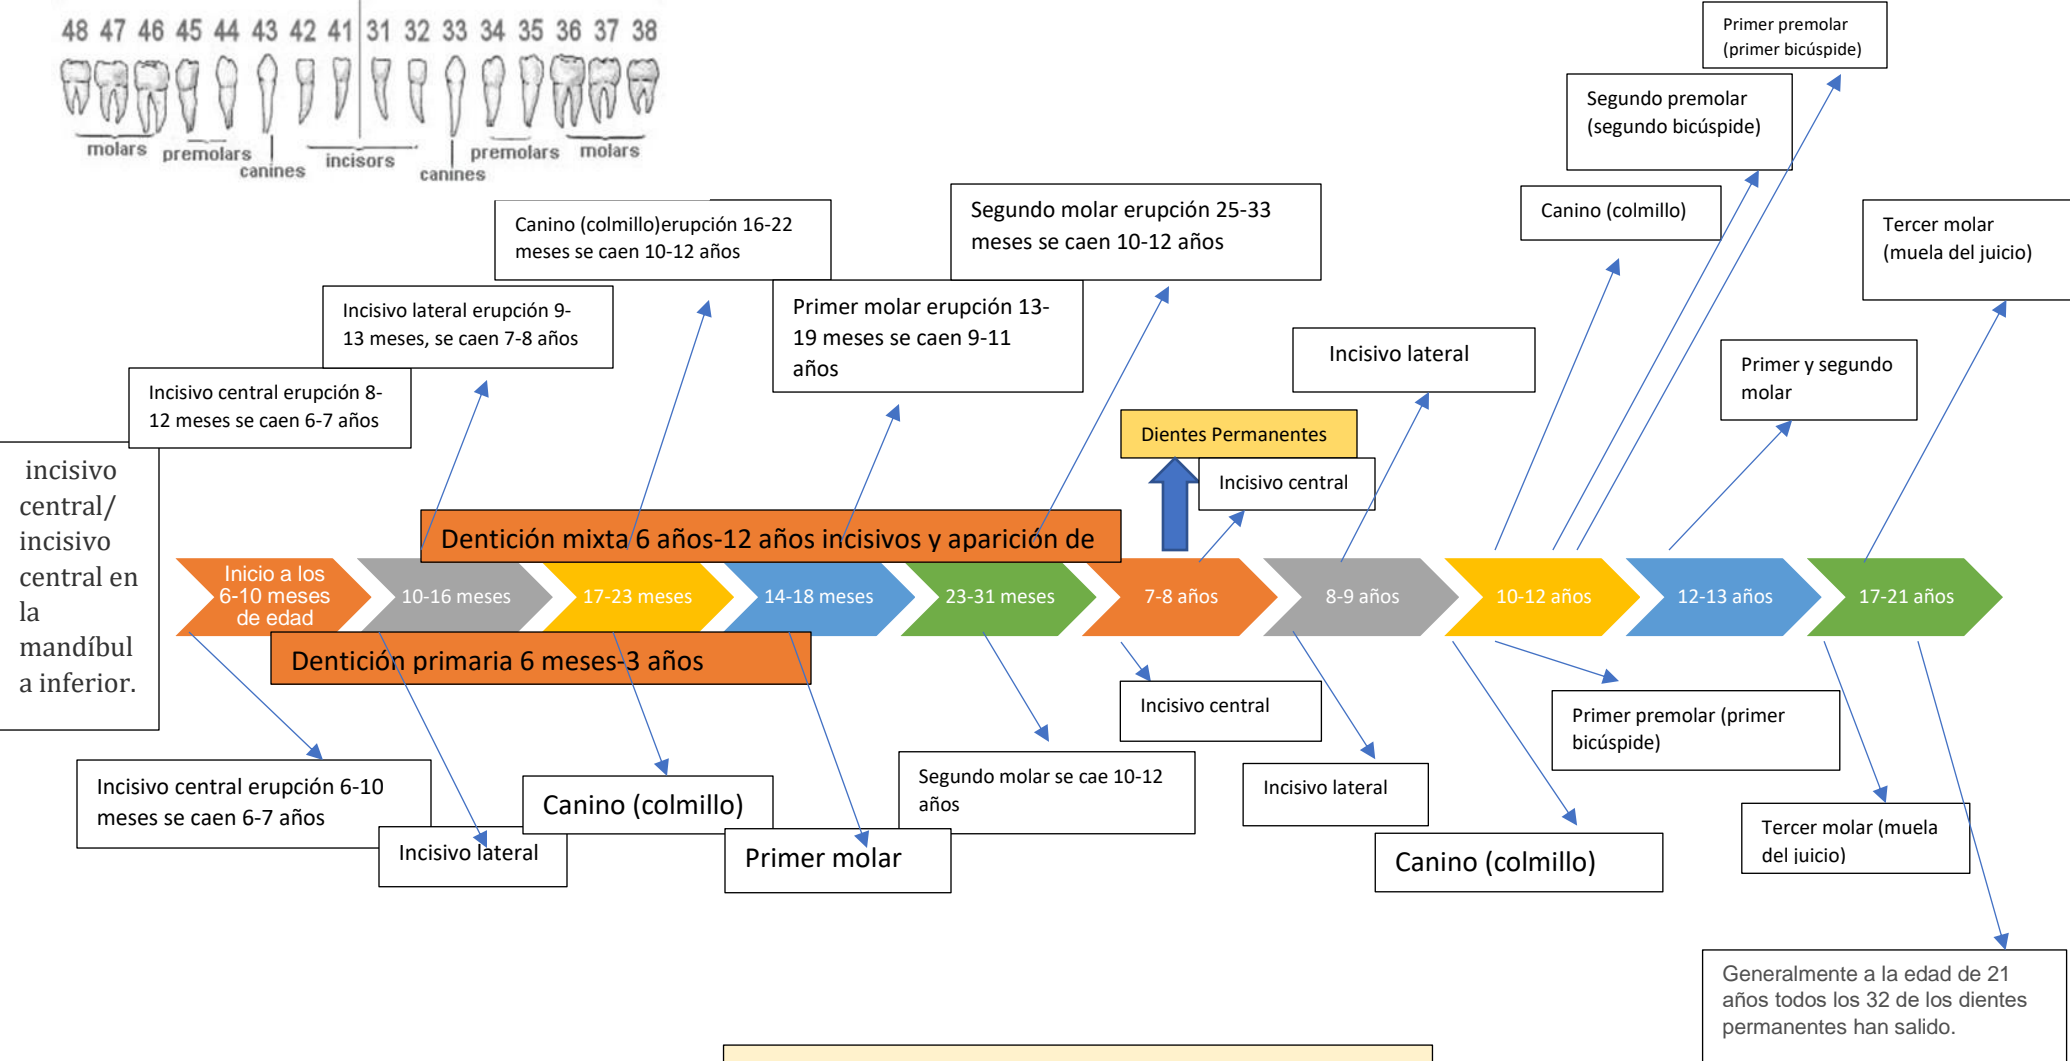 48 47 46 45 44 43 42 41 31 32 33 34 35 36 37 38
molars premolars canines incisors canines premolars molars
Primer premolar
(primer bicúspide)
Segundo premolar
(segundo bicúspide)
Canino (colmillo)
Tercer molar
(muela del juicio)
Segundo molar erupción 25-33
meses se caen 10-12 años
Canino (colmillo)erupción 16-22
meses se caen 10-12 años
Incisivo lateral erupción 9-
13 meses, se caen 7-8 años
Primer molar erupción 13-
19 meses se caen 9-11
años
Incisivo lateral
Primer y segundo
molar
Incisivo central erupción 8-
12 meses se caen 6-7 años
Dientes Permanentes
Incisivo central
incisivo
central/
incisivo
central en
la
mandíbul
a inferior.
Dentición mixta 6 años-12 años incisivos y aparición de
Inicio a los
6-10 meses
de edad
10-16 meses
17-23 meses
14-18 meses
23-31 meses
7-8 años
8-9 años
10-12 años
12-13 años
17-21 años
Dentición primaria 6 meses-3 años
Incisivo central
Primer premolar (primer
bicúspide)
Incisivo central erupción 6-10
meses se caen 6-7 años
Incisivo lateral
Canino (colmillo)
Primer molar
Segundo molar se cae 10-12
años
Incisivo lateral
Canino (colmillo)
Tercer molar (muela
del juicio)
Generalmente a la edad de 21
años todos los 32 de los dientes
permanentes han salido.